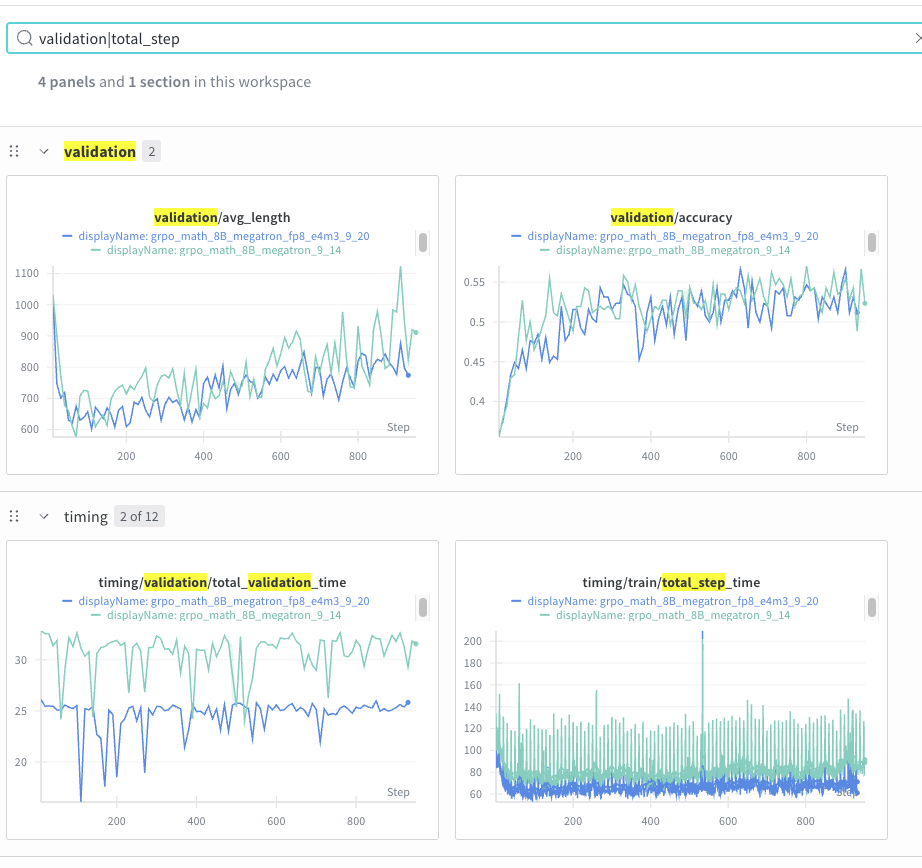 validation|total_step
4 panels and 1 section in this workspace
validation 2
validation/avg_length
displayName: grpo_math_8B_megatron_fp8_e4m3_9_20
displayName: grpo_math_8B_megatron_9_14
1100
1000
900
800
700
600
Step
200 400 600 800
validation/accuracy
displayName: grpo_math_8B_megatron_fp8_e4m3_9_20
displayName: grpo_math_8B_megatron_9_14
0.55
0.5
0.45
0.4
Step
200 400 600 800
timing 2 of 12
timing/validation/total_validation_time
displayName: grpo_math_8B_megatron_fp8_e4m3_9_20
displayName: grpo_math_8B_megatron_9_14
30
25
20
Step
200 400 600 800
timing/train/total_step_time
displayName: grpo_math_8B_megatron_fp8_e4m3_9_20
displayName: grpo_math_8B_megatron_9_14
200
180
160
140
120
100
80
60
Step
200 400 600 800